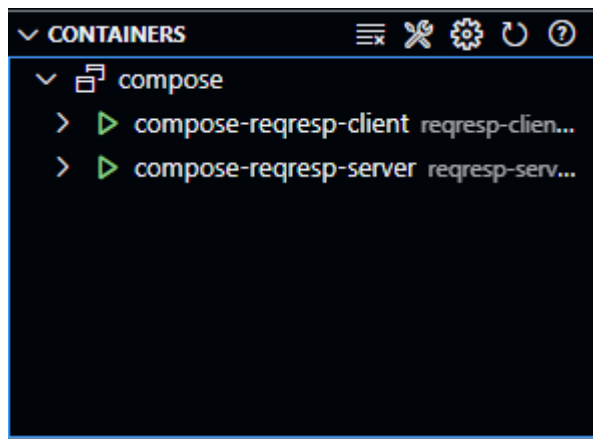 CONTAINERS
compose
compose-reqresp-client reqresp-clien...
compose-reqresp-server reqresp-serv...